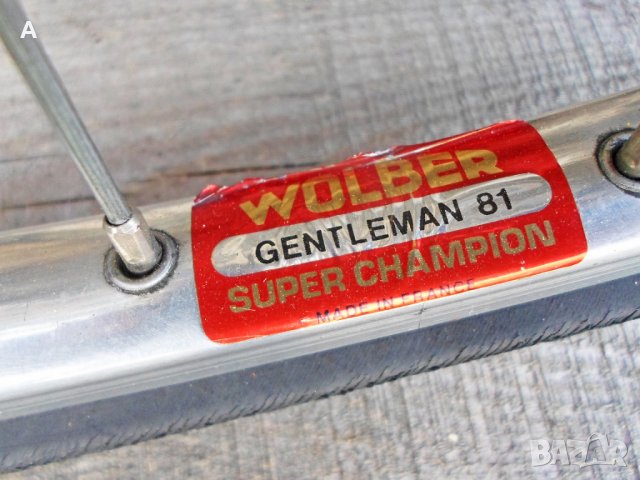 A
WOLBER
GENTLEMAN 81
SUPER CHAMPION
MADE IN FRANCE
BAZAR